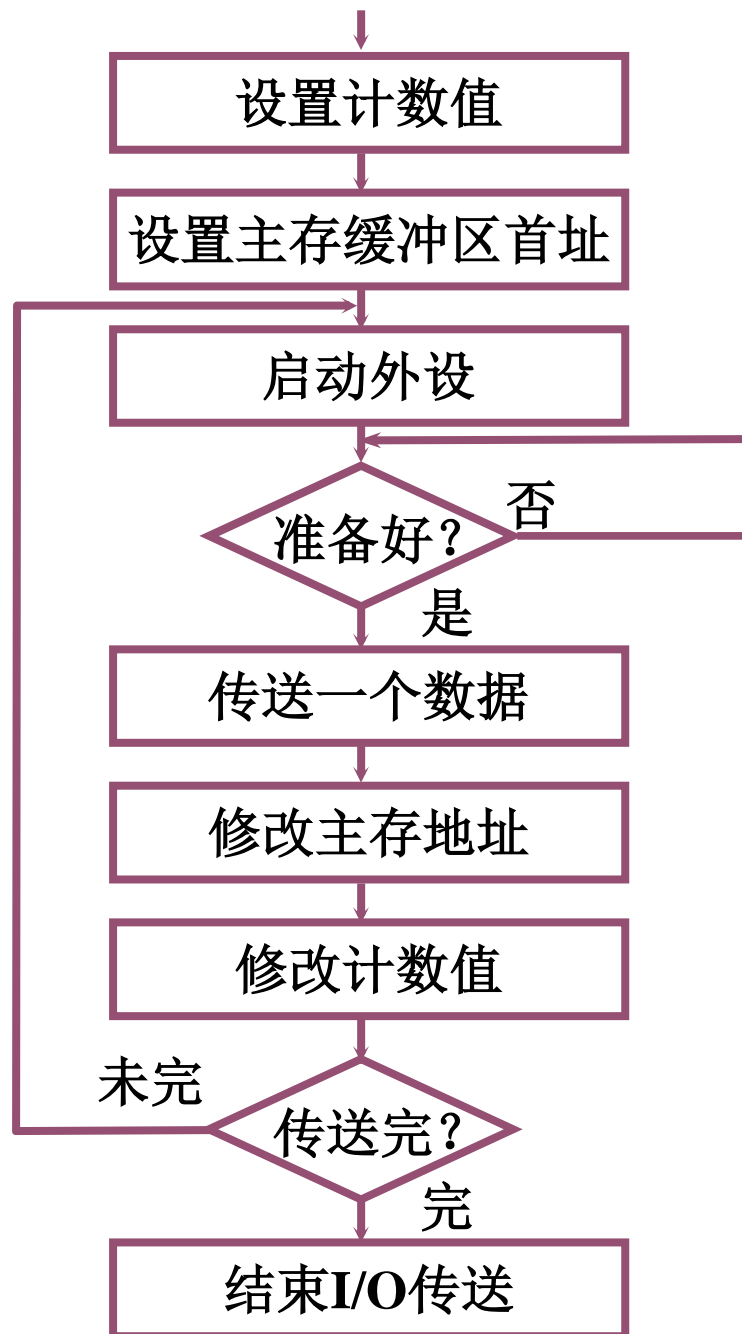 设置计数值
设置主存缓冲区首址
启动外设
准备好？
否
是
传送一个数据
修改主存地址
修改计数值
未完
传送完？
完
结束I/O传送